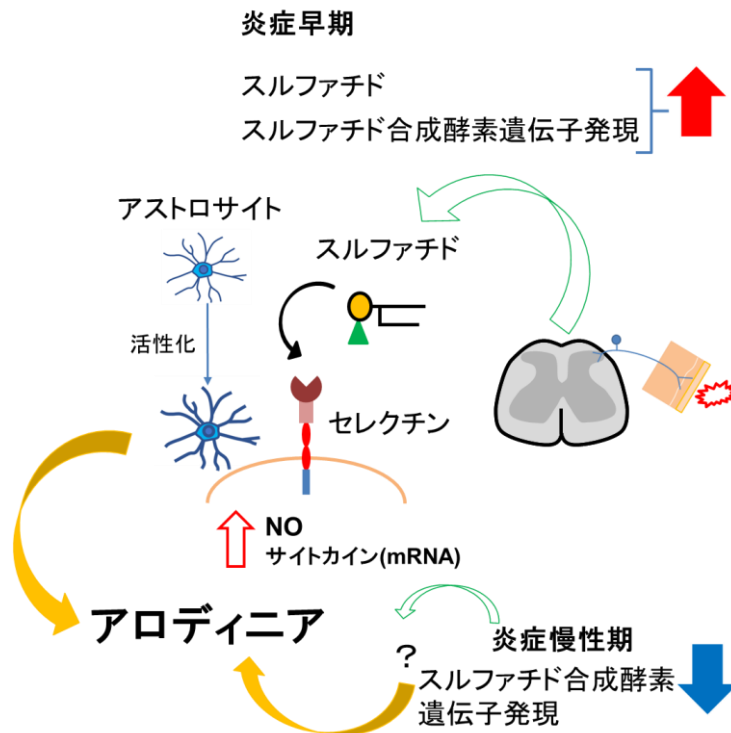 炎症早期
スルファチド
スルファチド合成酵素遺伝子発現
アストロサイト
スルファチド
活性化
セレクチン
NO
サイトカイン(mRNA)
アロディニア
炎症慢性期
?
スルファチド合成酵素
遺伝子発現